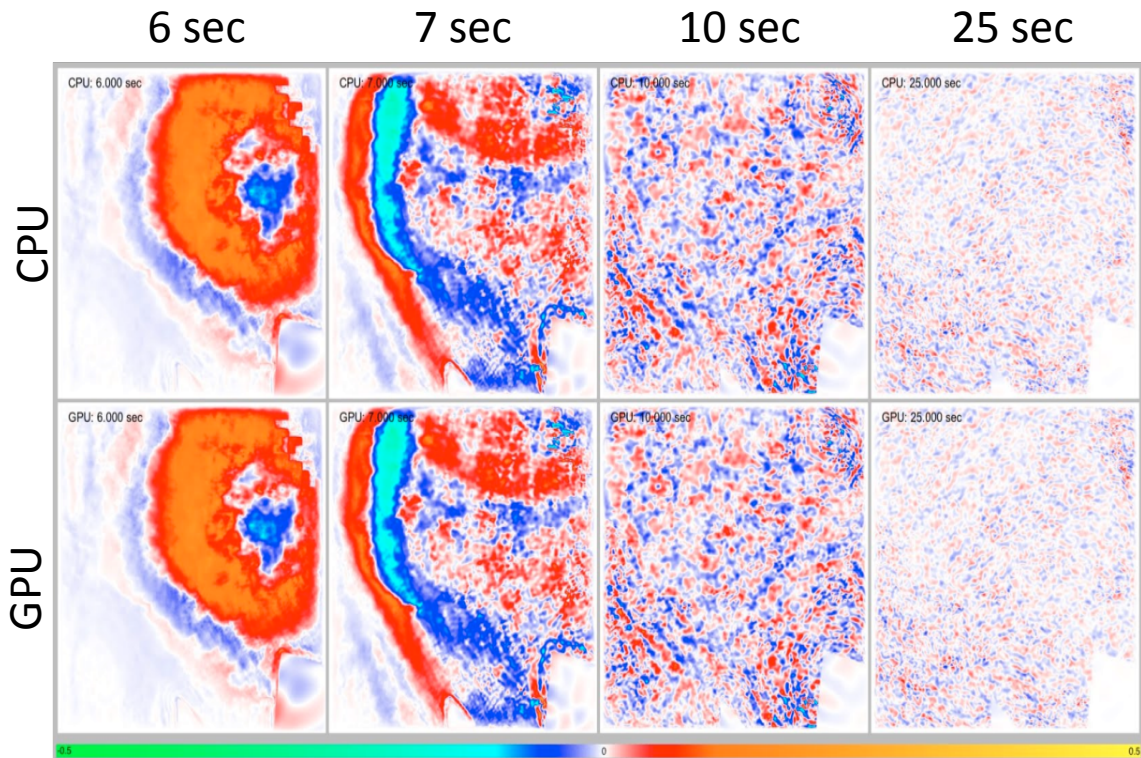 6 sec 7 sec 10 sec 25 sec
CPU
CPU: 6.000 sec CPU: 7.000 sec CPU: 10.000 sec CPU: 25.000 sec
GPU
GPU: 6.000 sec GPU: 7.000 sec GPU: 10.000 sec GPU: 25.000 sec
-0.5 0 0.5